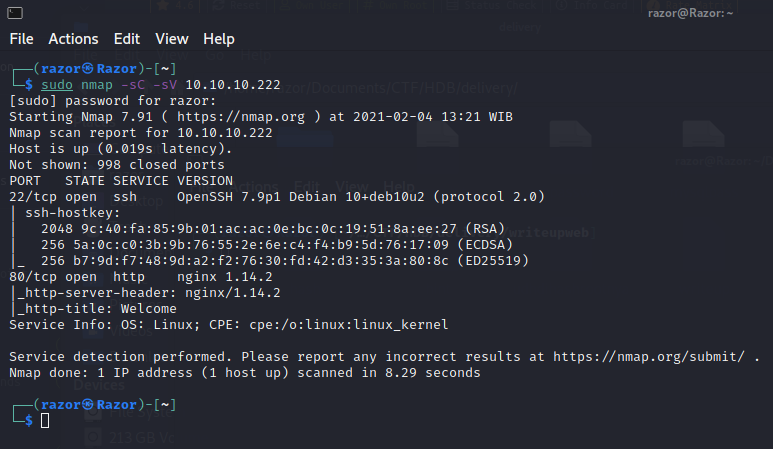 razor@Razor: ~
File Actions Edit View Help
┌──(razor㉿Razor)-[~]
└─$ sudo nmap -sC -sV 10.10.10.222
[sudo] password for razor:
Starting Nmap 7.91 ( https://nmap.org ) at 2021-02-04 13:21 WIB
Nmap scan report for 10.10.10.222
Host is up (0.019s latency).
Not shown: 998 closed ports
PORT   STATE SERVICE VERSION
22/tcp open  ssh     OpenSSH 7.9p1 Debian 10+deb10u2 (protocol 2.0)
| ssh-hostkey:
|   2048 9c:40:fa:85:9b:01:ac:ac:0e:bc:0c:19:51:8a:ee:27 (RSA)
|   256 5a:0c:c0:3b:9b:76:55:2e:6e:c4:f4:b9:5d:76:17:09 (ECDSA)
|_  256 b7:9d:f7:48:9d:a2:f2:76:30:fd:42:d3:35:3a:80:8c (ED25519)
80/tcp open  http    nginx 1.14.2
|_http-server-header: nginx/1.14.2
|_http-title: Welcome
Service Info: OS: Linux; CPE: cpe:/o:linux:linux_kernel
Service detection performed. Please report any incorrect results at https://nmap.org/submit/ .
Nmap done: 1 IP address (1 host up) scanned in 8.29 seconds
┌──(razor㉿Razor)-[~]
└─$